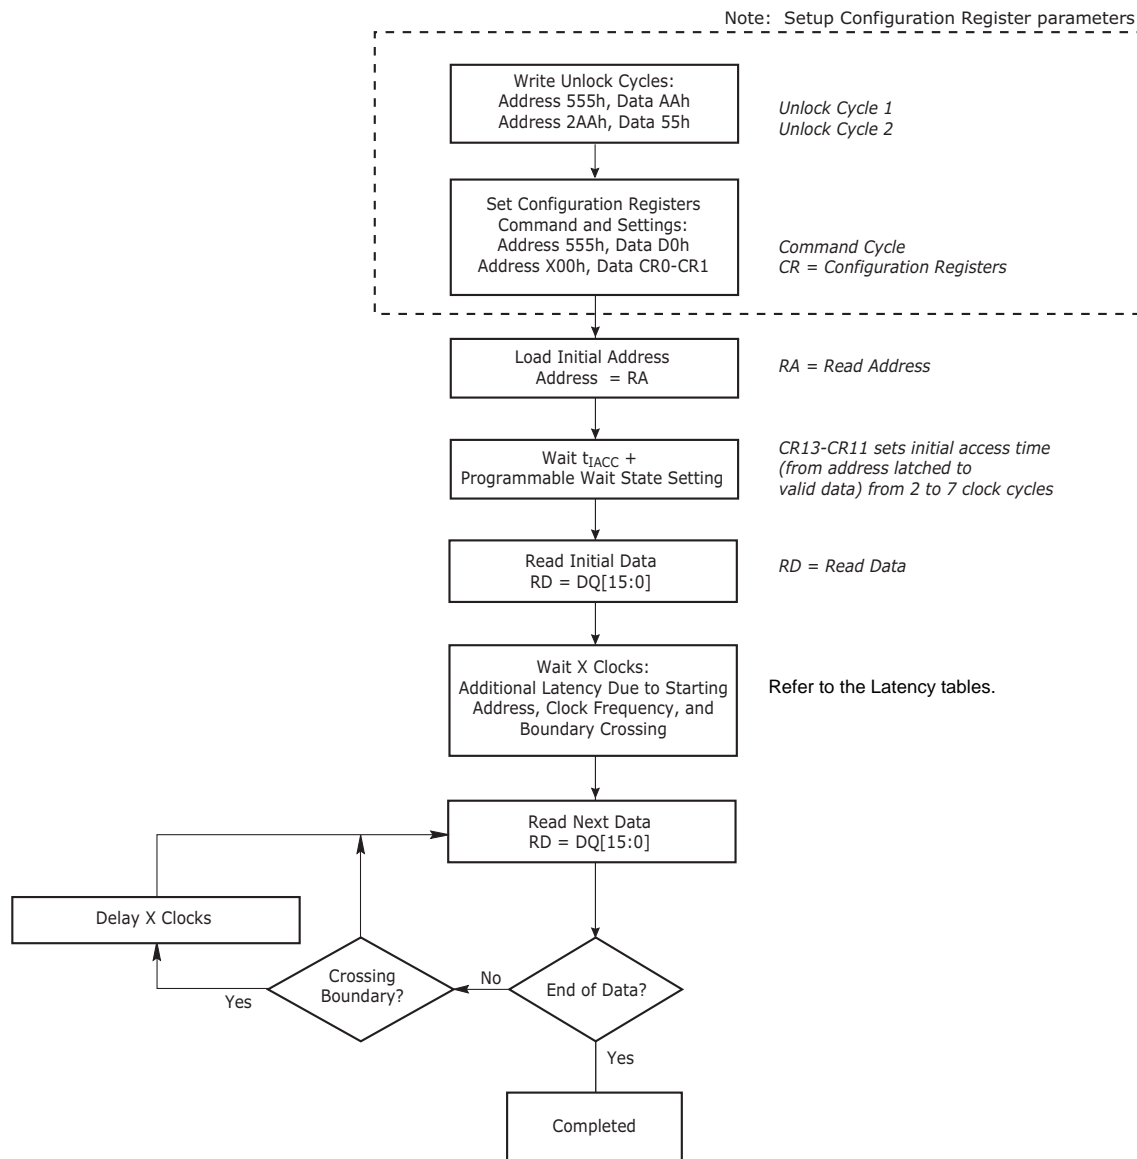 Note: Setup Configuration Register parameters
Write Unlock Cycles:
Address 555h, Data AAh
Address 2AAh, Data 55h
Unlock Cycle 1
Unlock Cycle 2
Set Configuration Registers
Command and Settings:
Address 555h, Data D0h
Address X00h, Data CR0-CR1
Command Cycle
CR = Configuration Registers
Load Initial Address
Address = RA
RA = Read Address
Wait tIACC +
Programmable Wait State Setting
CR13-CR11 sets initial access time
(from address latched to
valid data) from 2 to 7 clock cycles
Read Initial Data
RD = DQ[15:0]
RD = Read Data
Wait X Clocks:
Additional Latency Due to Starting
Address, Clock Frequency, and
Boundary Crossing
Refer to the Latency tables.
Read Next Data
RD = DQ[15:0]
Delay X Clocks
Crossing
Boundary?
Yes
No
End of Data?
Yes
Completed